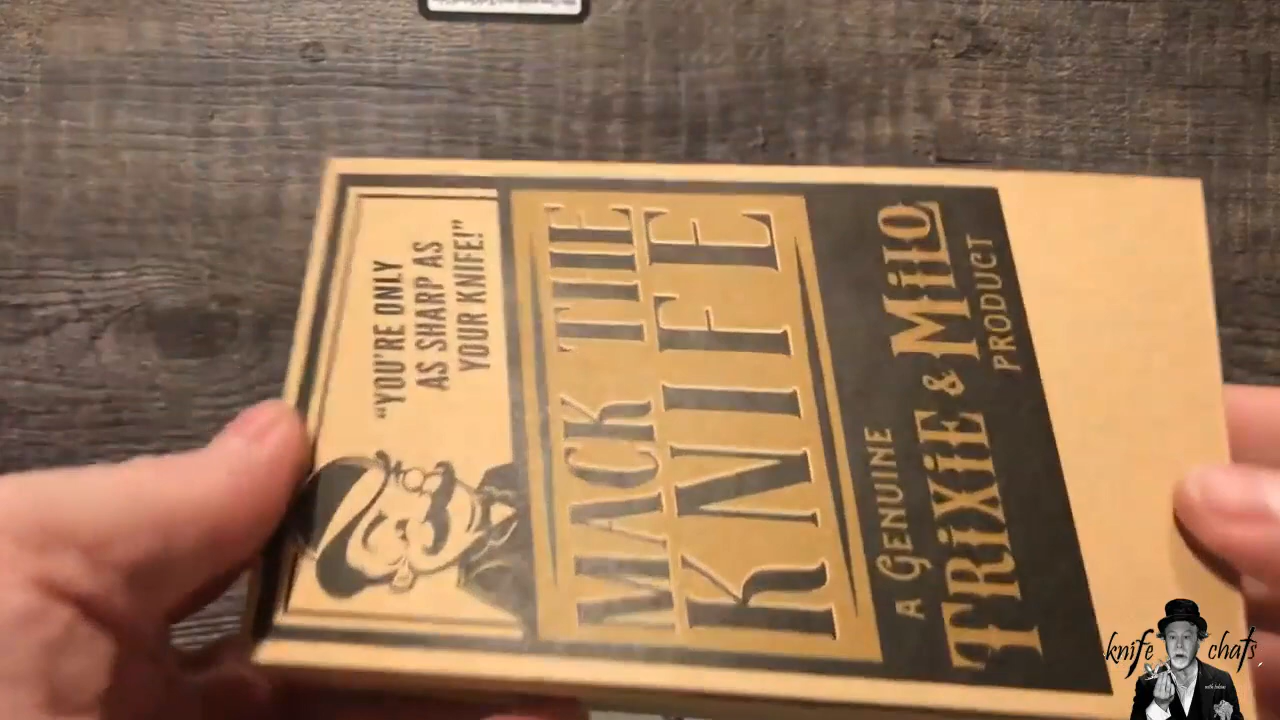 “YOU'RE ONLY
AS SHARP AS
YOUR KNIFE!”
MACK THE
KNIFE
A GENUINE
TRIXIE & MILO
PRODUCT
knife chats